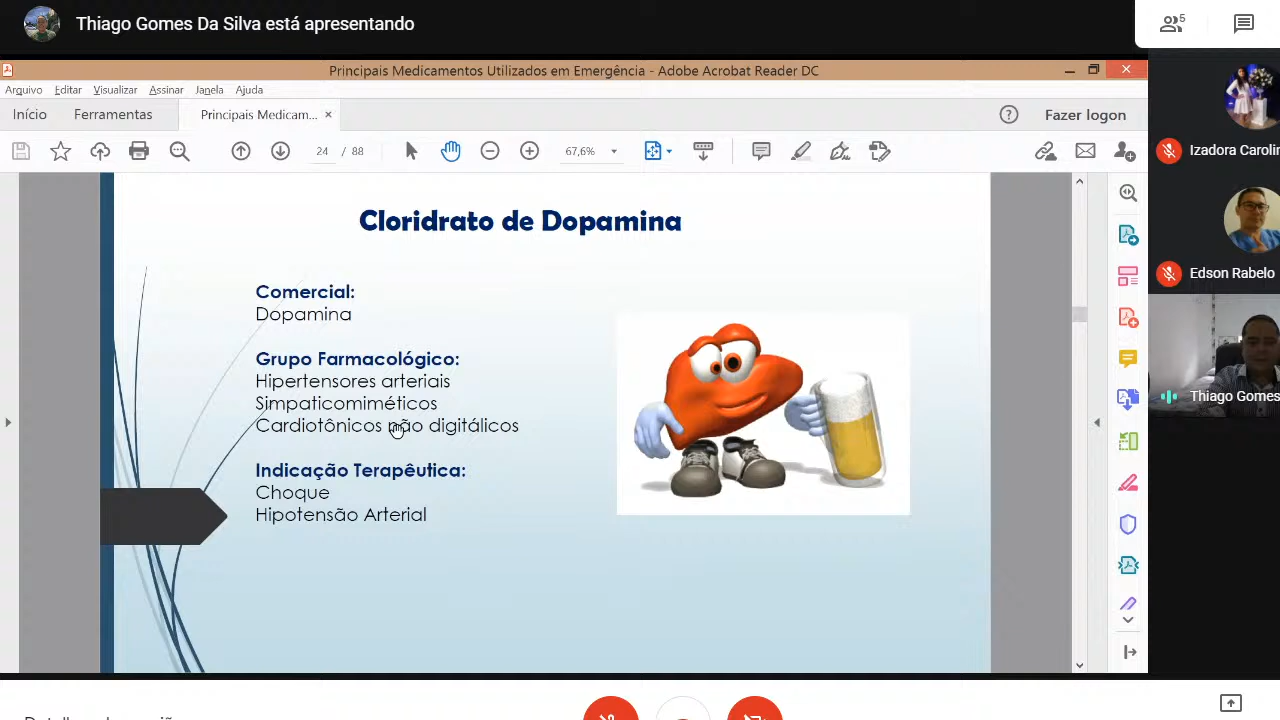 Thiago Gomes Da Silva está apresentando
5
Principais Medicamentos Utilizados em Emergência - Adobe Acrobat Reader DC
Arquivo Editar Visualizar Assinar Janela Ajuda
Início Ferramentas Principais Medicam... × Fazer logon
24 / 88 67,6%
Cloridrato de Dopamina
Comercial:
Dopamina
Grupo Farmacológico:
Hipertensores arteriais
Simpaticomiméticos
Cardiotônicos não digitálicos
Indicação Terapêutica:
Choque
Hipotensão Arterial
Izadora Carolin
Edson Rabelo
Thiago Gomes